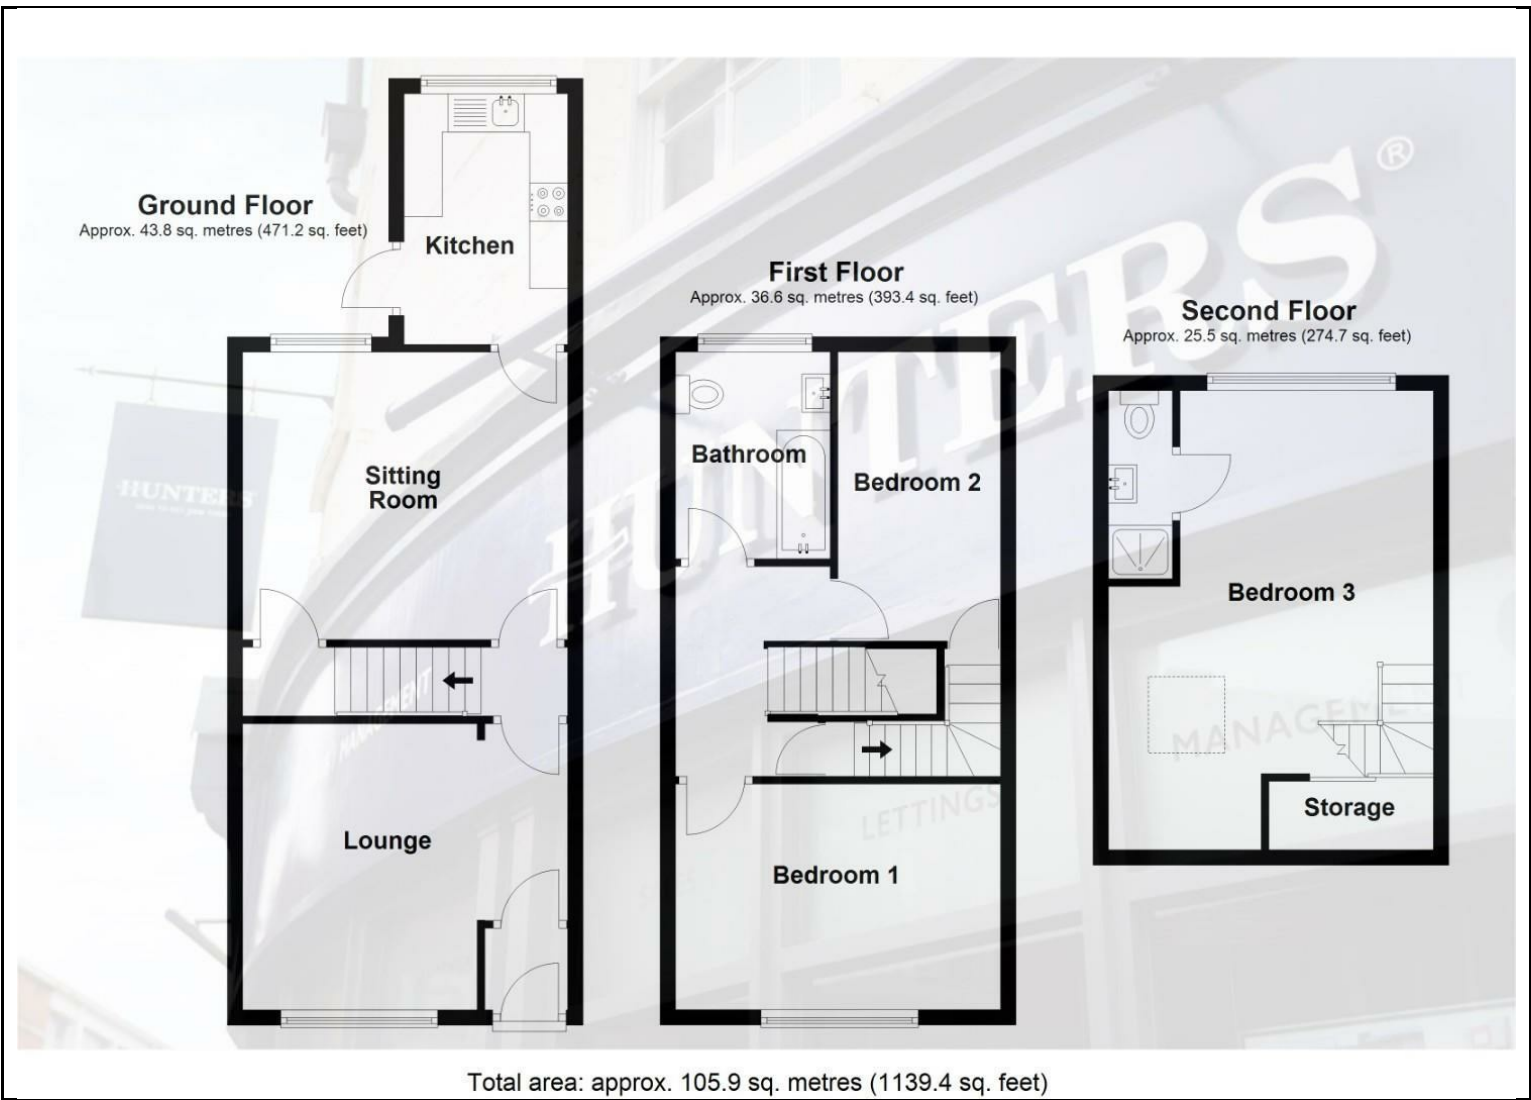 Ground Floor
Approx. 43.8 sq. metres (471.2 sq. feet)
Kitchen
Sitting
Room
Lounge
First Floor
Approx. 36.6 sq. metres (393.4 sq. feet)
Bathroom
Bedroom 2
Bedroom 1
Second Floor
Approx. 25.5 sq. metres (274.7 sq. feet)
Bedroom 3
Storage
HUNTERS®
HUNTERS
MANAGEMENT
MANAGEMENT
LETTINGS
Total area: approx. 105.9 sq. metres (1139.4 sq. feet)